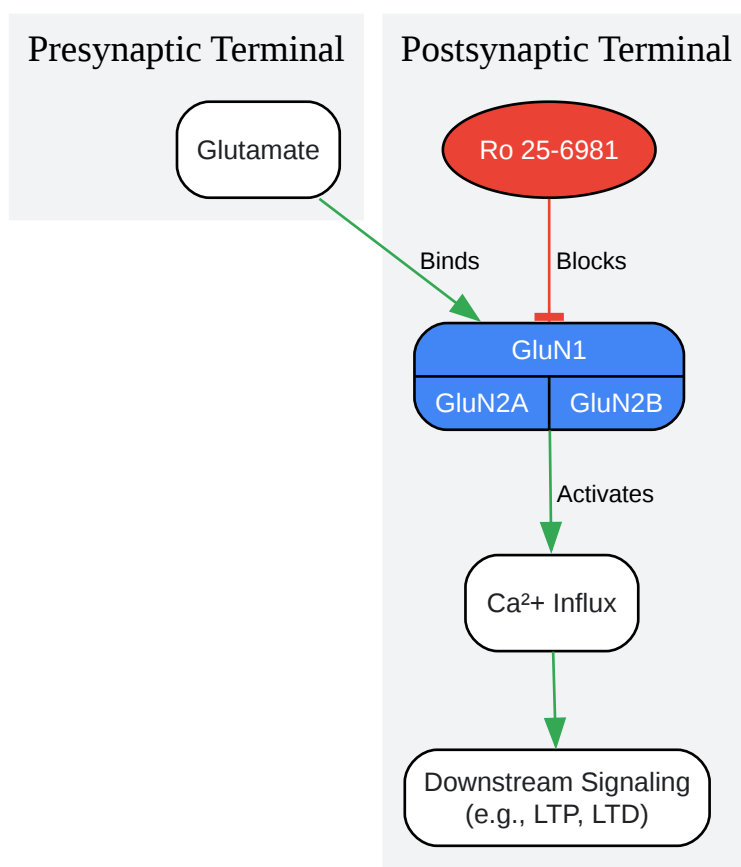 Presynaptic Terminal
Postsynaptic Terminal
Glutamate
Ro 25-6981
Binds
Blocks
GluN1
GluN2A
GluN2B
Activates
Ca²+ Influx
Downstream Signaling
(e.g., LTP, LTD)